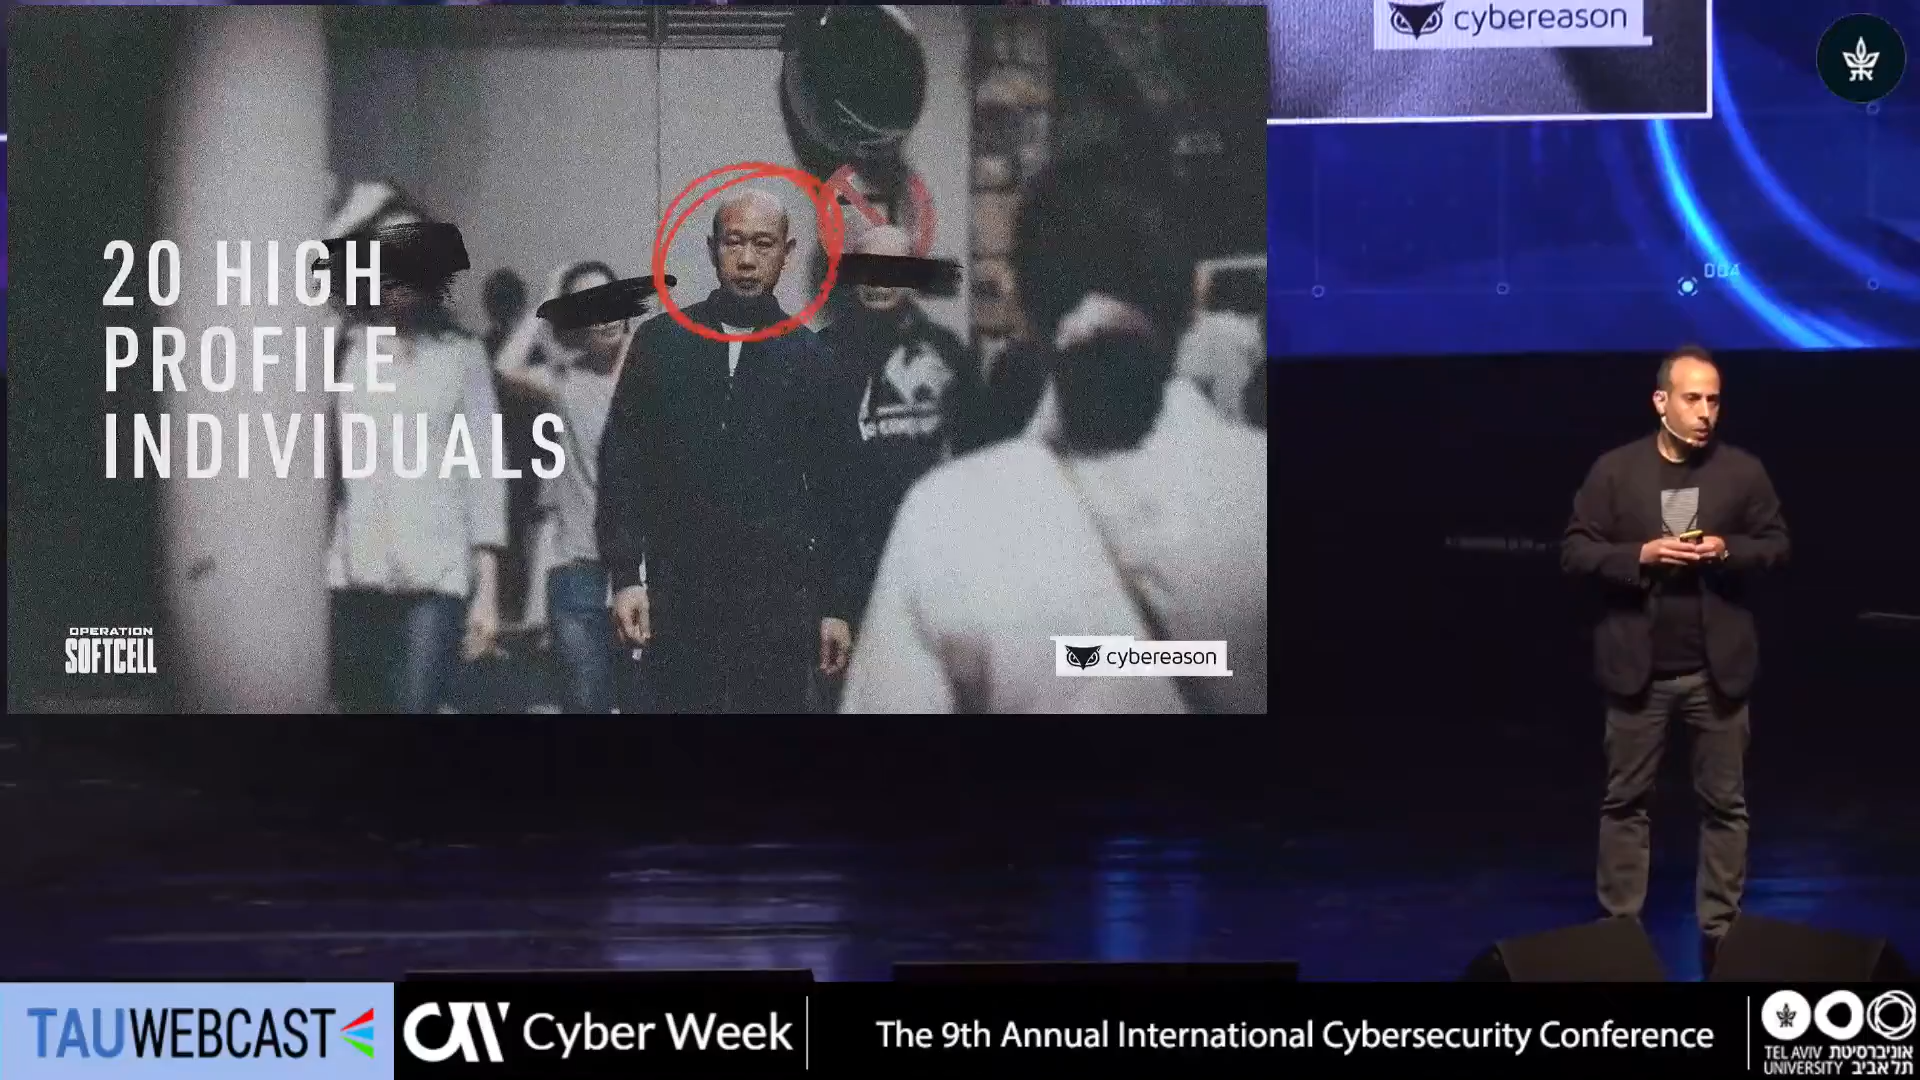 cybereason
004
20 HIGH
PROFILE
INDIVIDUALS
OPERATION
SOFTCELL
cybereason
TAUWEBCAST
Cyber Week
The 9th Annual International Cybersecurity Conference
TEL AVIV אוניברסיטת
UNIVERSITY תל אביב